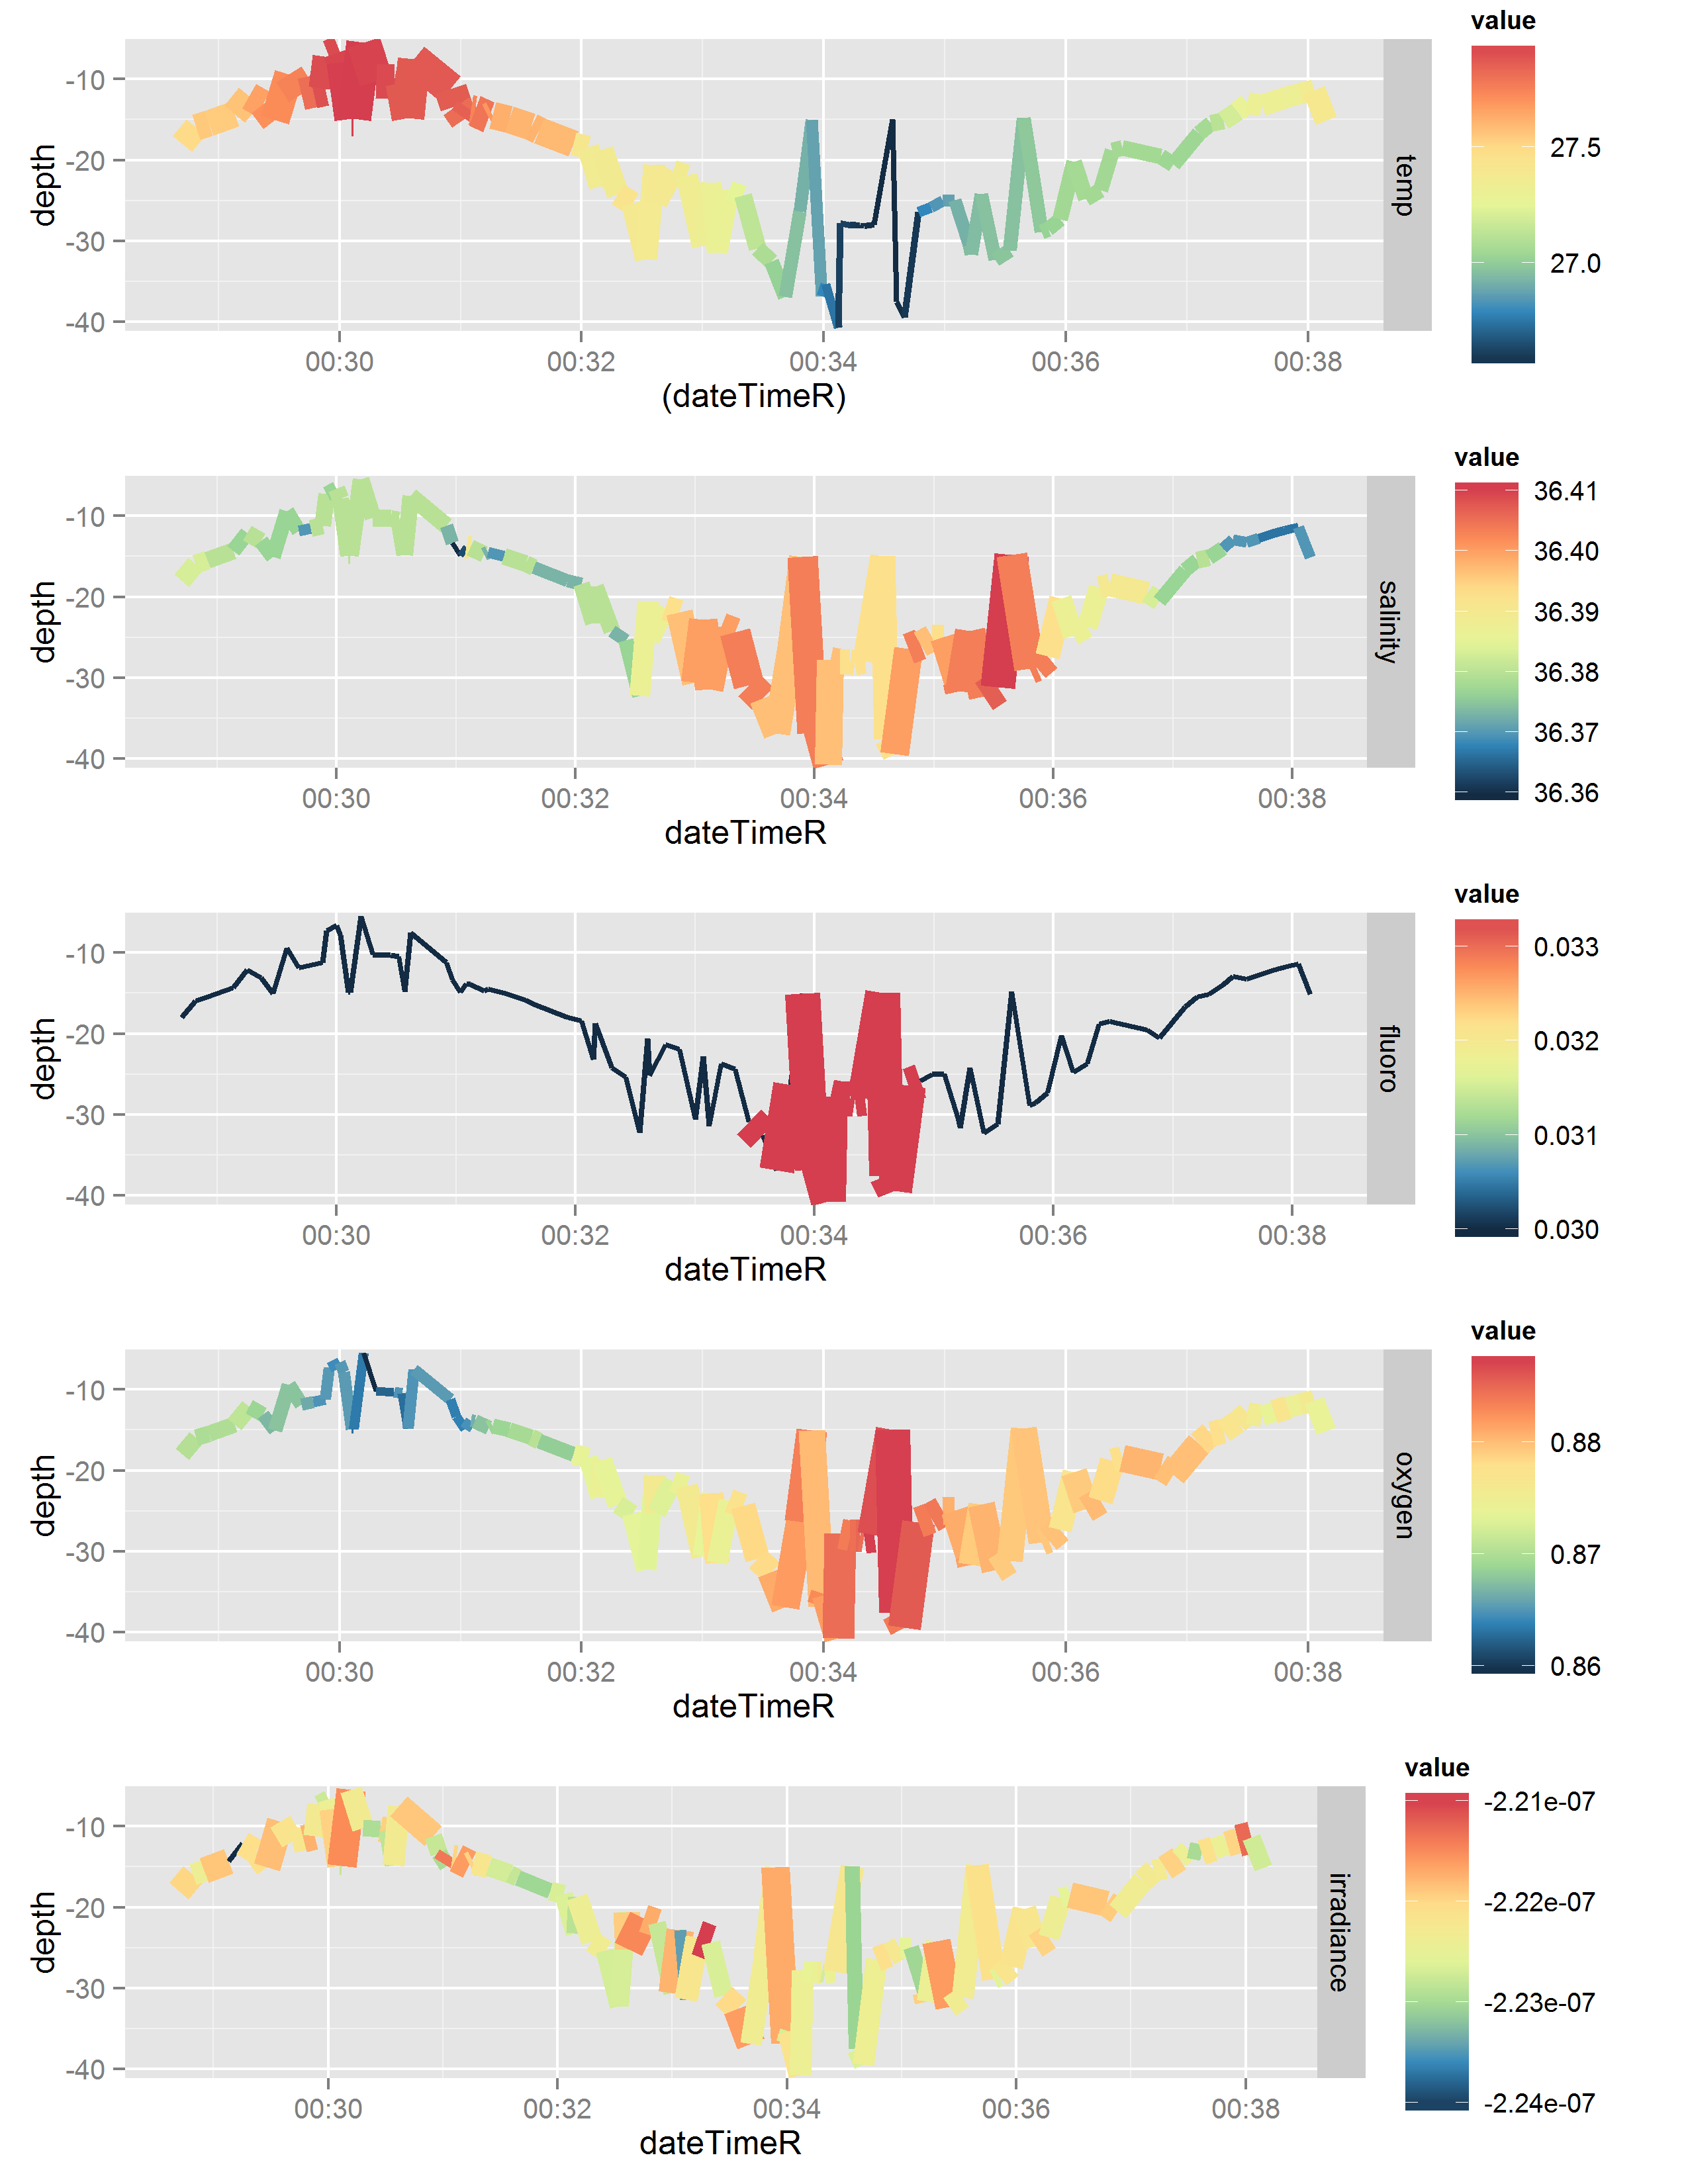 value
-10
-20
-30
-40
depth
temp
27.5
27.0
00:30 00:32 00:34 00:36 00:38
(dateTimeR)
value
-10
-20
-30
-40
depth
salinity
36.41
36.40
36.39
36.38
36.37
36.36
00:30 00:32 00:34 00:36 00:38
dateTimeR
value
-10
-20
-30
-40
depth
fluoro
0.033
0.032
0.031
0.030
00:30 00:32 00:34 00:36 00:38
dateTimeR
value
-10
-20
-30
-40
depth
oxygen
0.88
0.87
0.86
00:30 00:32 00:34 00:36 00:38
dateTimeR
value
-10
-20
-30
-40
depth
irradiance
-2.21e-07
-2.22e-07
-2.23e-07
-2.24e-07
00:30 00:32 00:34 00:36 00:38
dateTimeR